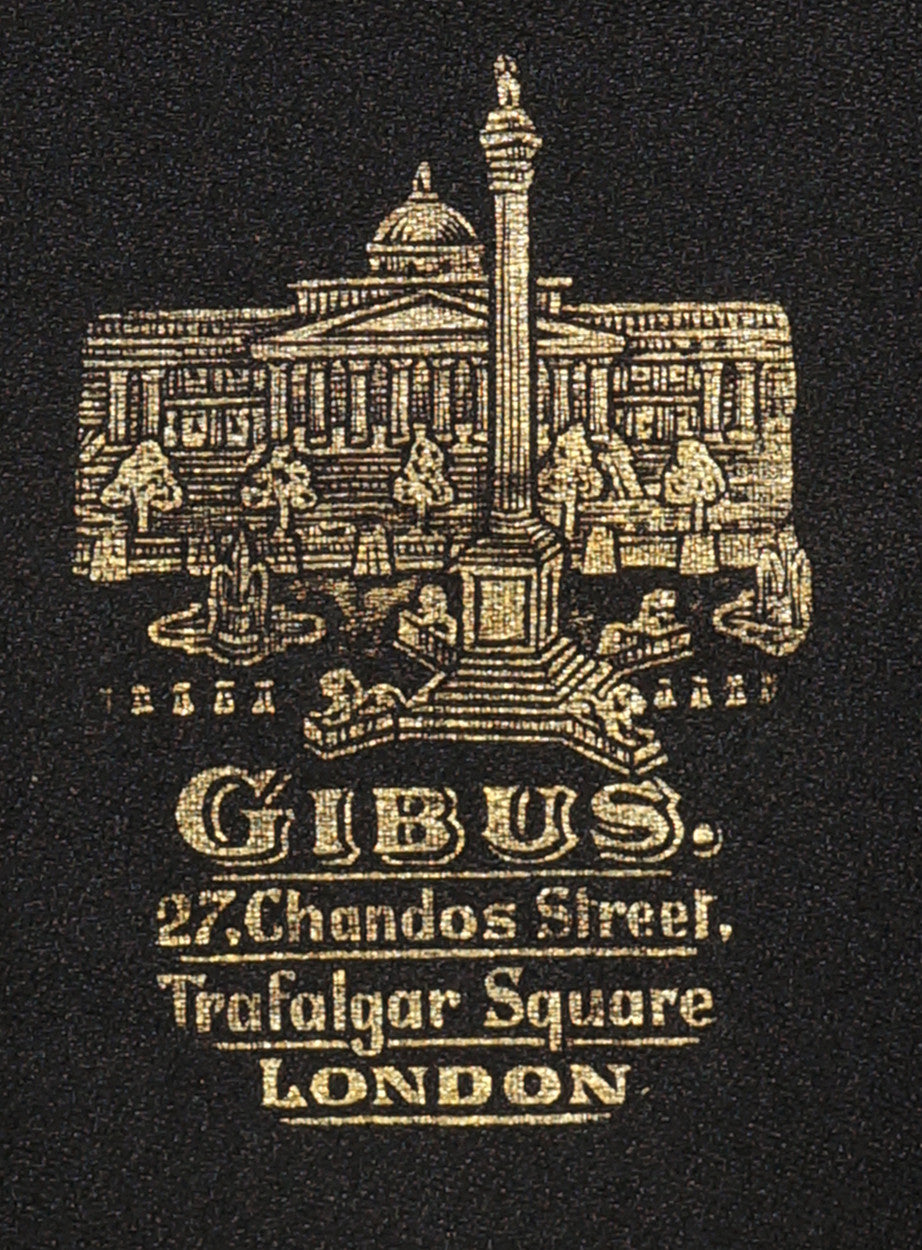 GIBUS.
27, Chandos Street,
Trafalgar Square
LONDON